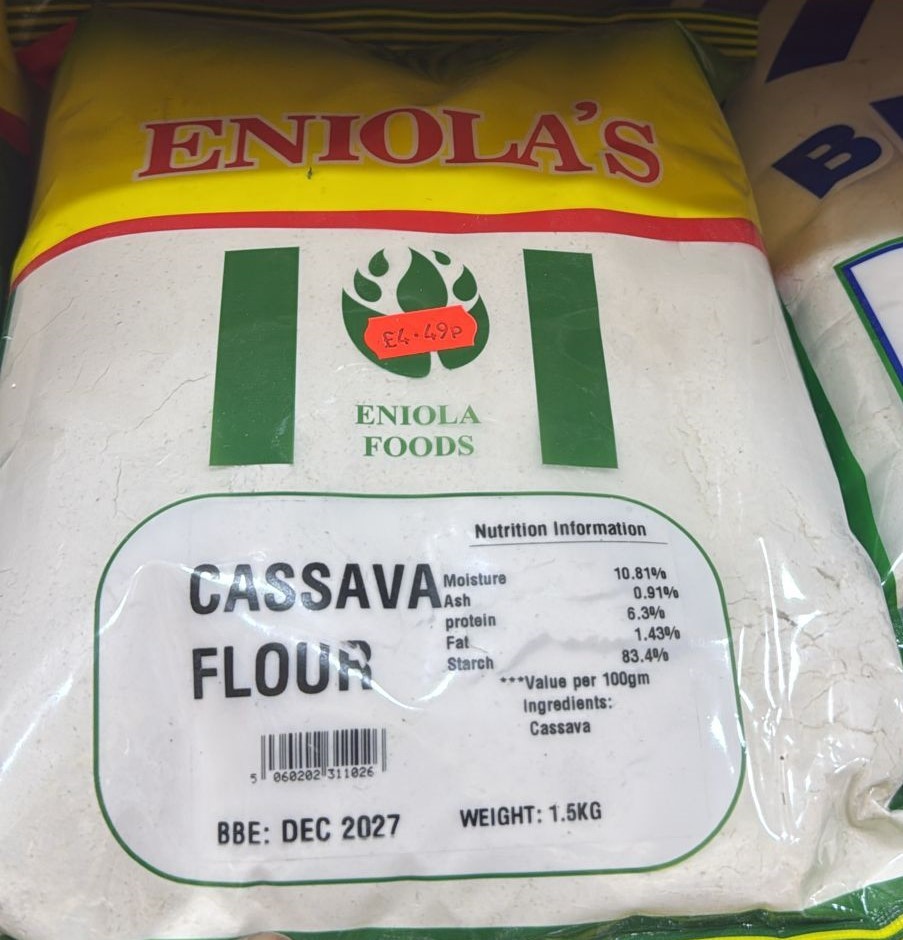 ENIOLA'S
£4.49p
ENIOLA
FOODS
CASSAVA
FLOUR
Nutrition Information
Moisture 10.81%
Ash 0.91%
protein 6.3%
Fat 1.43%
Starch 83.4%
***Value per 100gm
Ingredients:
Cassava
5 060202 311026
BBE: DEC 2027
WEIGHT: 1.5KG